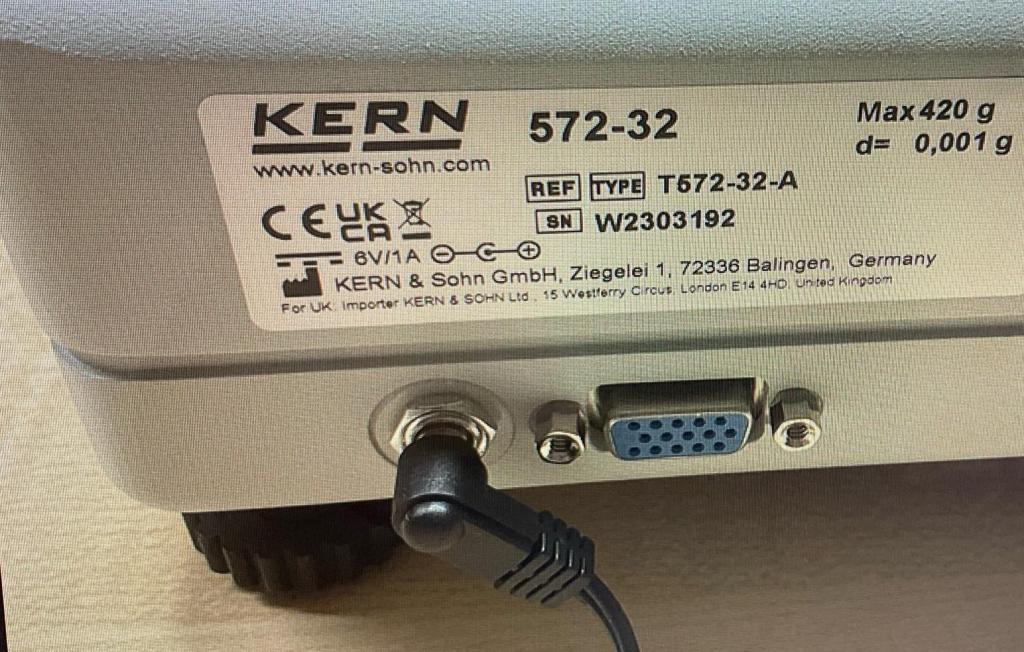 KERN
www.kern-sohn.com
572-32
Max 420 g
d= 0,001 g
REF TYPE T572-32-A
SN W2303192
CE UK CA
6V/1A
KERN & Sohn GmbH, Ziegelei 1, 72336 Balingen, Germany
For UK. Importer KERN & SOHN Ltd. 15 Westferry Circus, London E14 4HD, United Kingdom